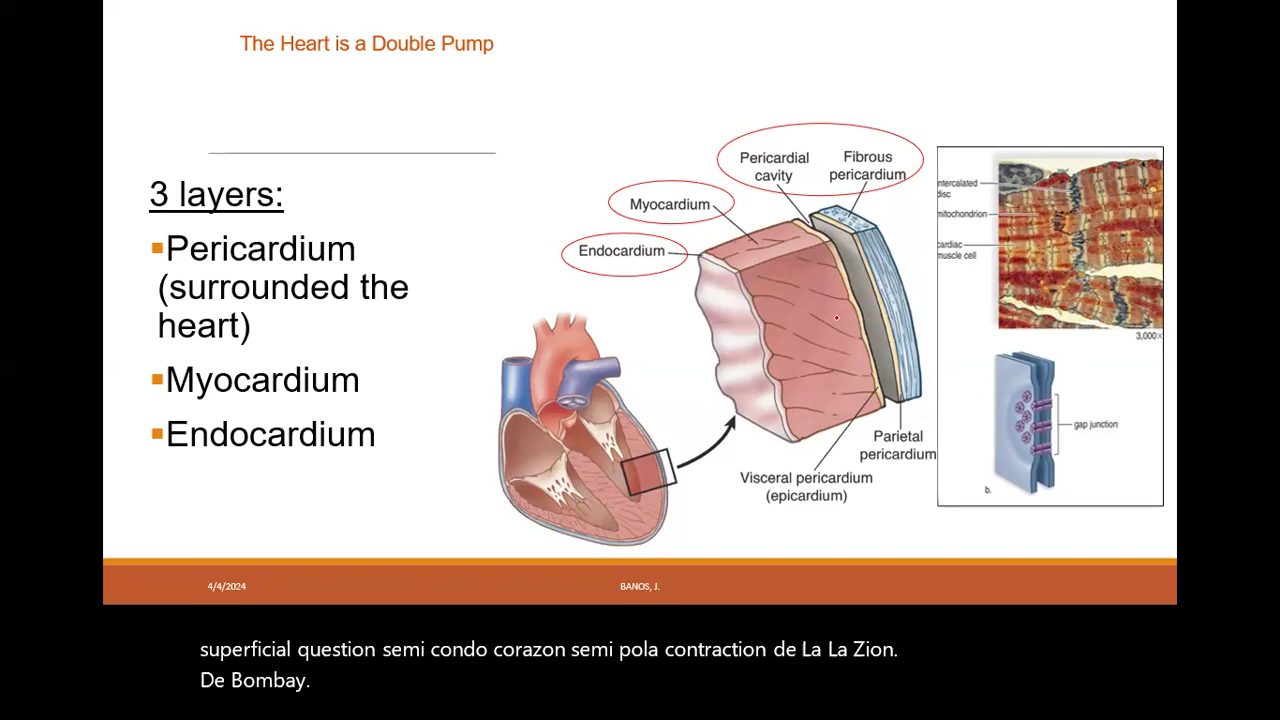 The Heart is a Double Pump
3 layers:
▪Pericardium
(surrounded the
heart)
▪Myocardium
▪Endocardium
Pericardial
cavity
Fibrous
pericardium
Myocardium
Endocardium
Parietal
pericardium
Visceral pericardium
(epicardium)
ntercalated
disc
mitochondrion
cardiac
muscle cell
3,000×
gap junction
b.
4/4/2024
BANOS, J.
superficial question semi condo corazon semi pola contraction de La La Zion.
De Bombay.